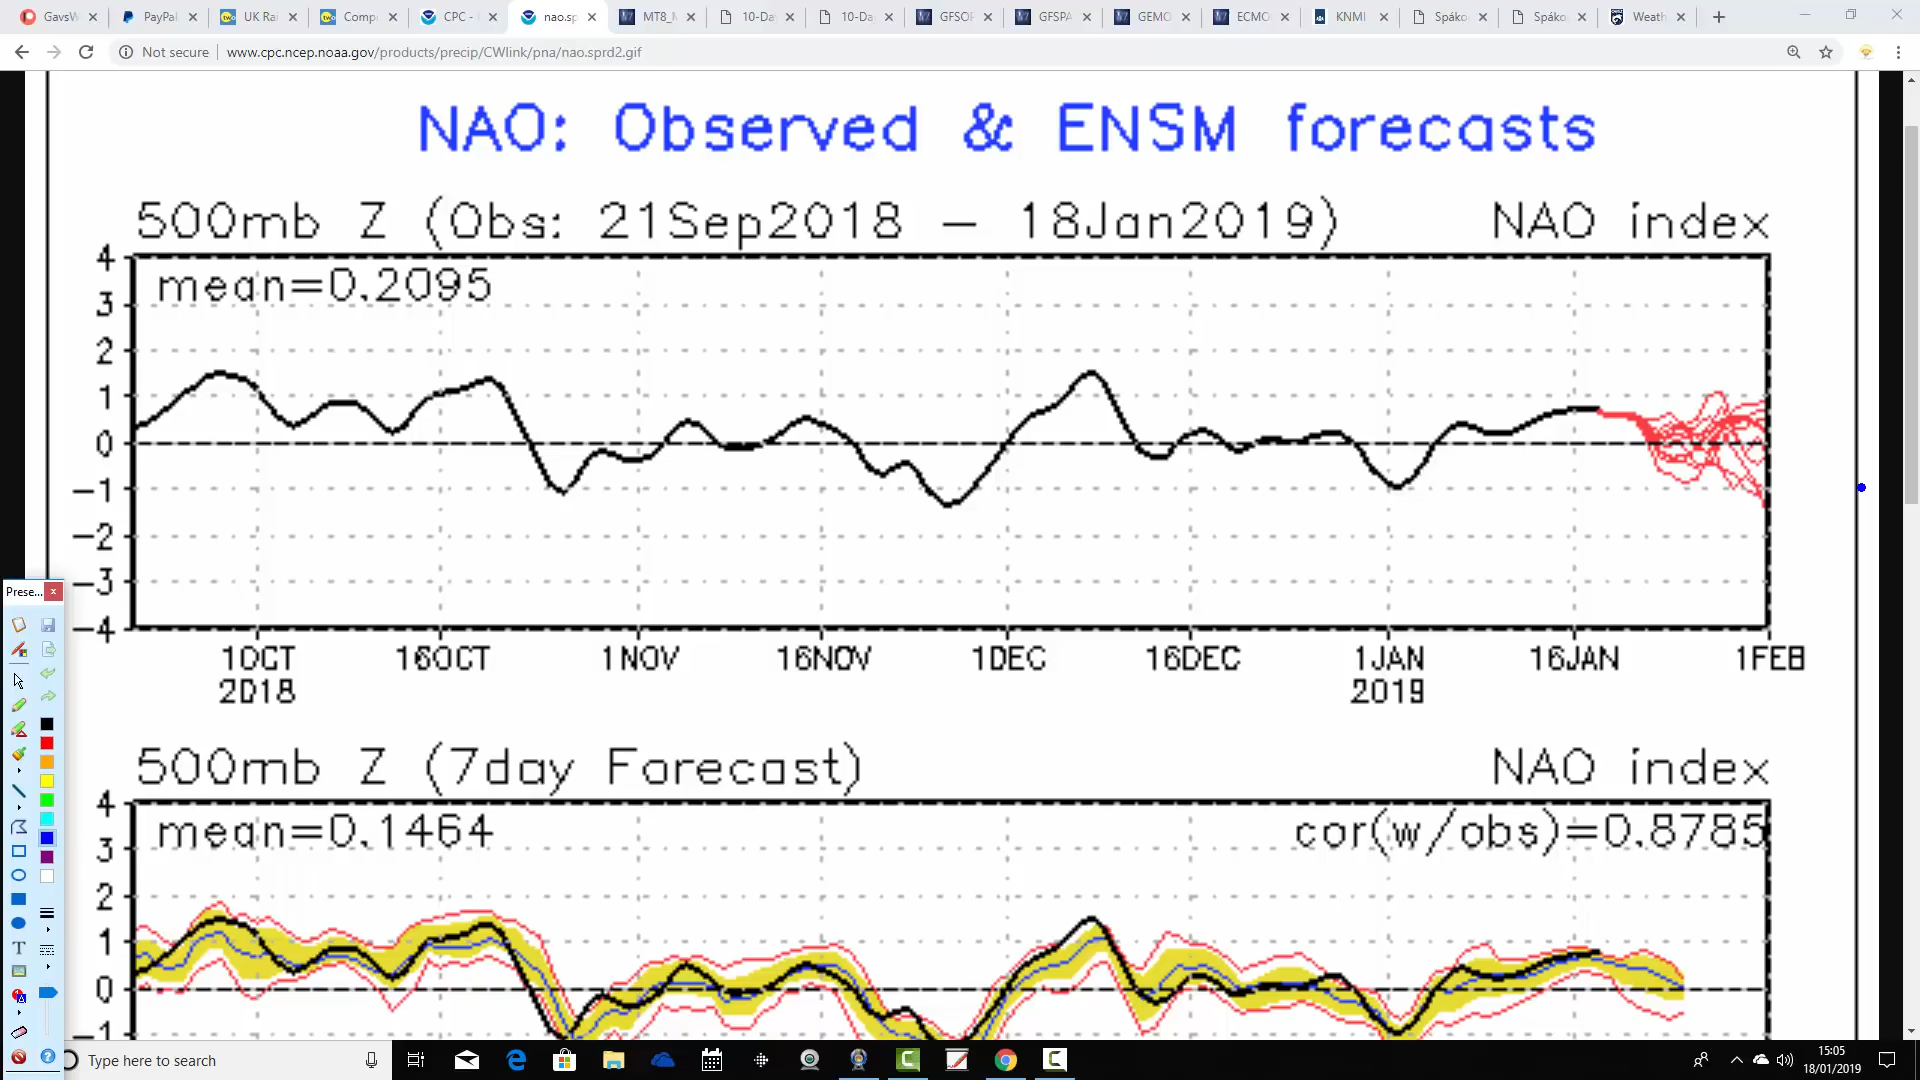 GavsW
PayPal
UK Rai
Comp
CPC -
nao.sp
MT8_
10-Da
10-Da
GFSOP
GFSPA
GEMO
ECMO
KNMI
Spáko
Spáko
Weath
Not secure
www.cpc.ncep.noaa.gov/products/precip/CWlink/pna/nao.sprd2.gif
NAO: Observed & ENSM forecasts
500mb Z (Obs: 21Sep2018 – 18Jan2019)
NAO index
mean=0.2095
4
3
2
1
0
-1
-2
-3
-4
1OCT
2018
16OCT
1NOV
16NOV
1DEC
16DEC
1JAN
2019
16JAN
1FEB
500mb Z (7day Forecast)
NAO index
mean=0.1464
cor(w/obs)=0.8785
4
3
2
1
0
-1
Prese...
T
Type here to search
15:05
18/01/2019